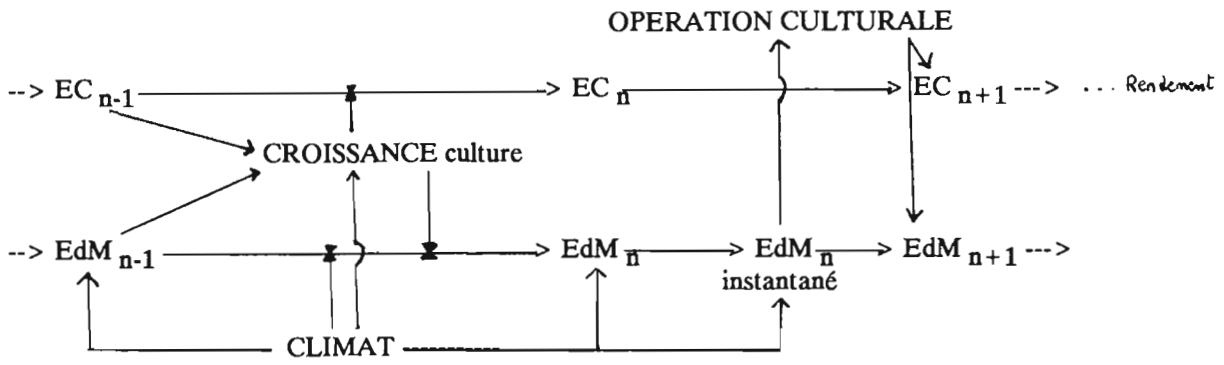 OPERATION CULTURALE
--> EC n-1 EC n EC n+1 ---> ... Rendement
CROISSANCE culture
--> EdM n-1 EdM n EdM n EdM n+1 --->
instantané
CLIMAT